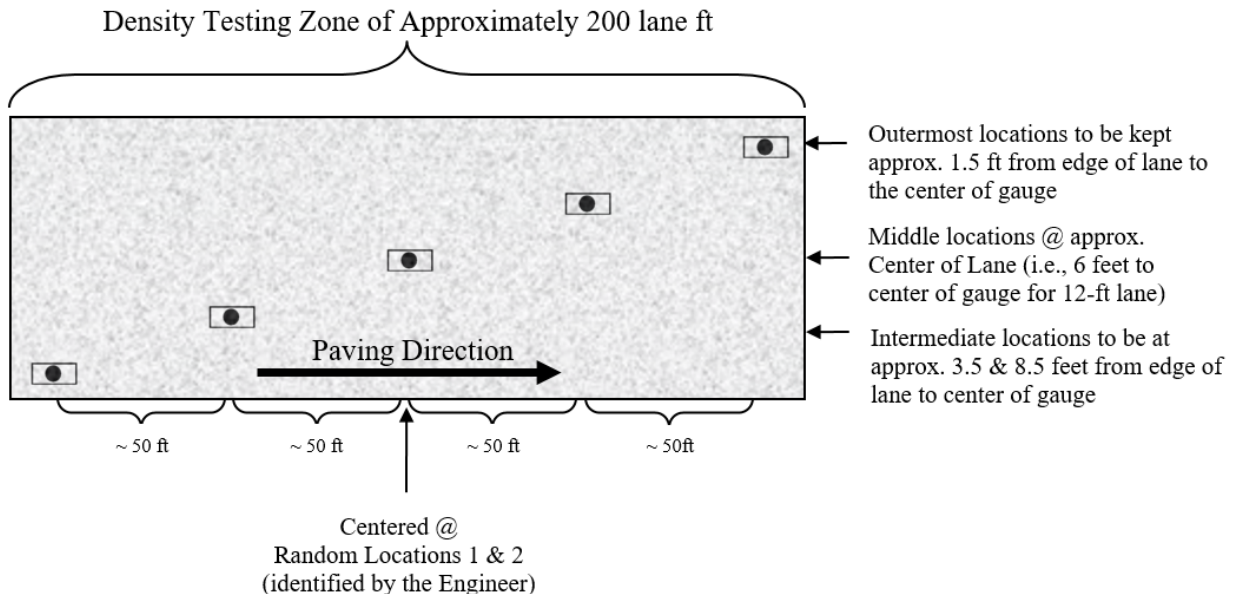 Density Testing Zone of Approximately 200 lane ft
Outermost locations to be kept
approx. 1.5 ft from edge of lane to
the center of gauge
Middle locations @ approx.
Center of Lane (i.e., 6 feet to
center of gauge for 12-ft lane)
Intermediate locations to be at
approx. 3.5 & 8.5 feet from edge of
lane to center of gauge
Paving Direction
~ 50 ft
~ 50 ft
~ 50 ft
~ 50ft
Centered @
Random Locations 1 & 2
(identified by the Engineer)